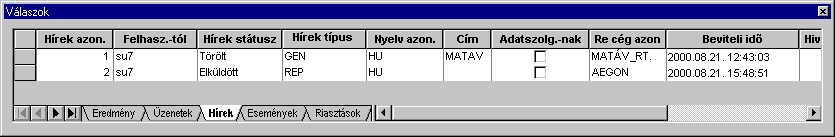 Válaszok
Hírek azon. Felhasz.-tól Hírek státusz Hírek típus Nyelv azon. Cím Adatszolg.-nak Re cég azon Beviteli idő Hiv
1 su7 Törölt GEN HU MATAV MATÁV_RT. 2000.08.21. 12:43:03
2 su7 Elküldött REP HU AEGON 2000.08.21. 15:48:51
Eredmény Üzenetek Hírek Események Riasztások